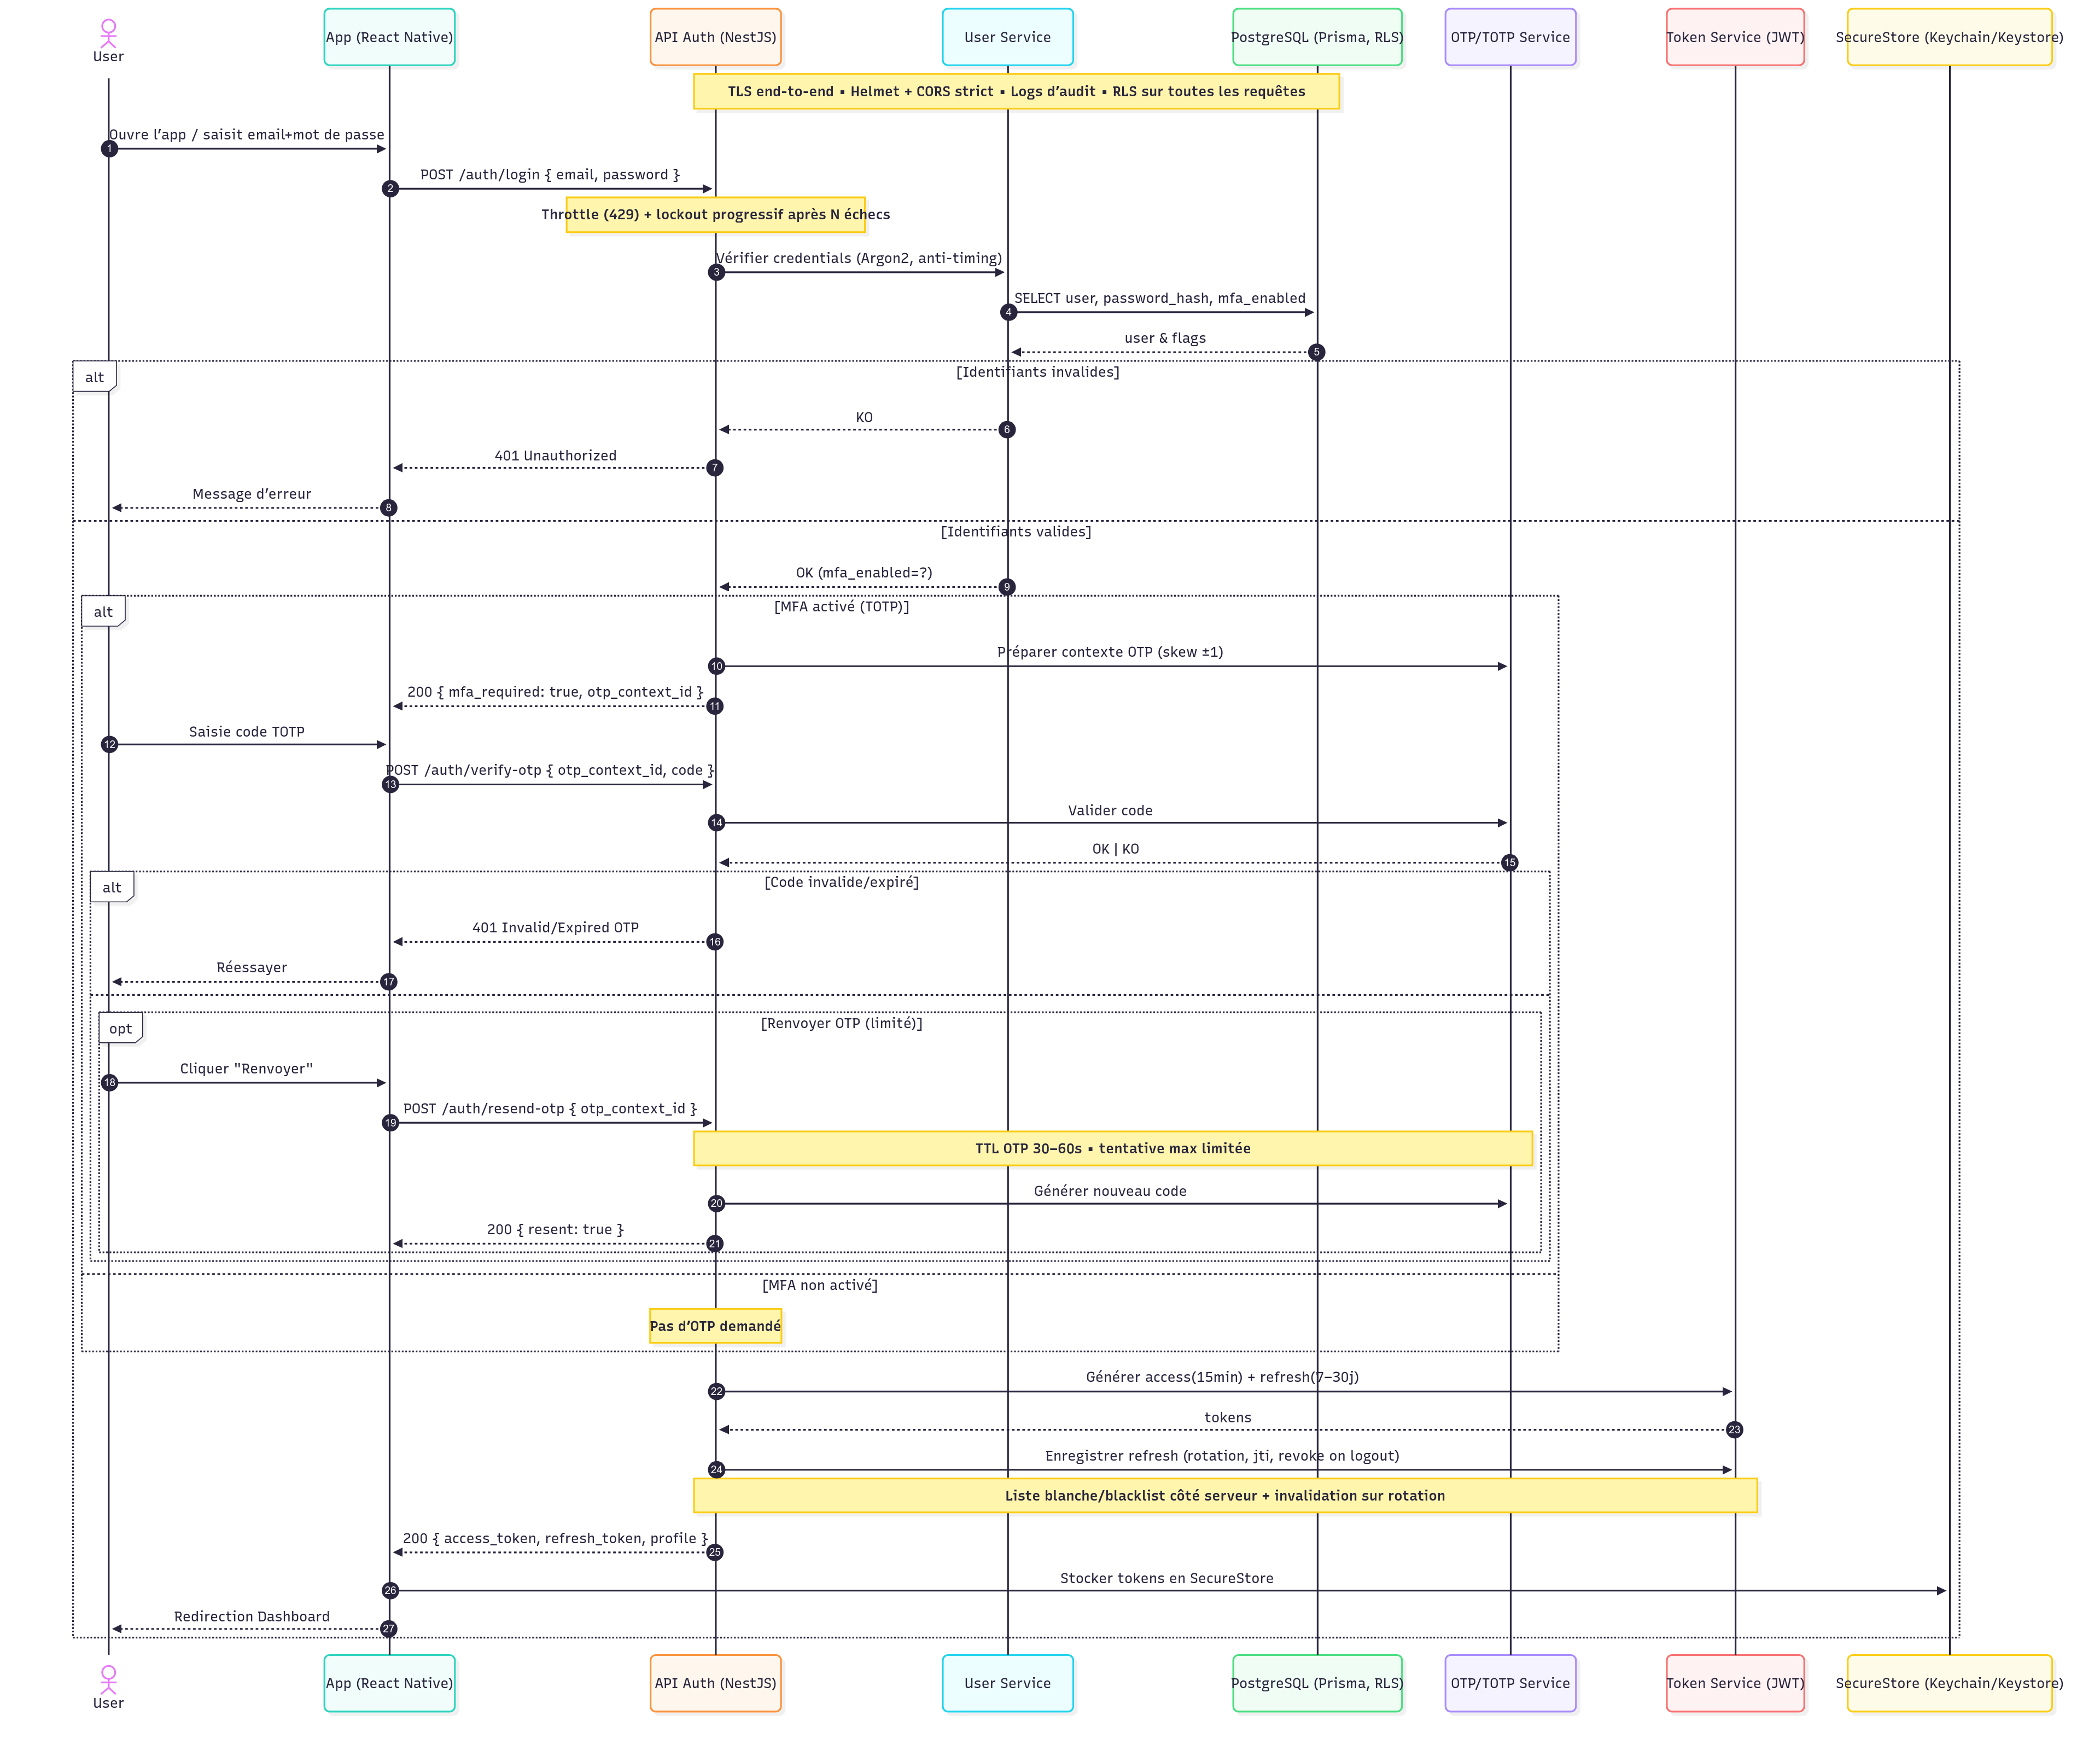 User
App (React Native)
API Auth (NestJS)
User Service
PostgreSQL (Prisma, RLS)
OTP/TOTP Service
Token Service (JWT)
SecureStore (Keychain/Keystore)
TLS end-to-end • Helmet + CORS strict • Logs d’audit • RLS sur toutes les requêtes
Ouvre l’app / saisit email+mot de passe
1
POST /auth/login { email, password }
2
Throttle (429) + lockout progressif après N échecs
Vérifier credentials (Argon2, anti-timing)
3
SELECT user, password_hash, mfa_enabled
4
user & flags
5
alt
[Identifiants invalides]
KO
6
401 Unauthorized
7
Message d’erreur
8
[Identifiants valides]
OK (mfa_enabled=?)
9
alt
[MFA activé (TOTP)]
Préparer contexte OTP (skew ±1)
10
200 { mfa_required: true, otp_context_id }
11
Saisie code TOTP
12
POST /auth/verify-otp { otp_context_id, code }
13
Valider code
14
OK | KO
15
alt
[Code invalide/expiré]
401 Invalid/Expired OTP
16
Réessayer
17
opt
[Renvoyer OTP (limité)]
Cliquer "Renvoyer"
18
POST /auth/resend-otp { otp_context_id }
19
TTL OTP 30–60s • tentative max limitée
Générer nouveau code
20
200 { resent: true }
21
[MFA non activé]
Pas d’OTP demandé
Générer access(15min) + refresh(7–30j)
22
tokens
23
Enregistrer refresh (rotation, jti, revoke on logout)
24
Liste blanche/blacklist côté serveur + invalidation sur rotation
200 { access_token, refresh_token, profile }
25
Stocker tokens en SecureStore
26
Redirection Dashboard
27
User
App (React Native)
API Auth (NestJS)
User Service
PostgreSQL (Prisma, RLS)
OTP/TOTP Service
Token Service (JWT)
SecureStore (Keychain/Keystore)